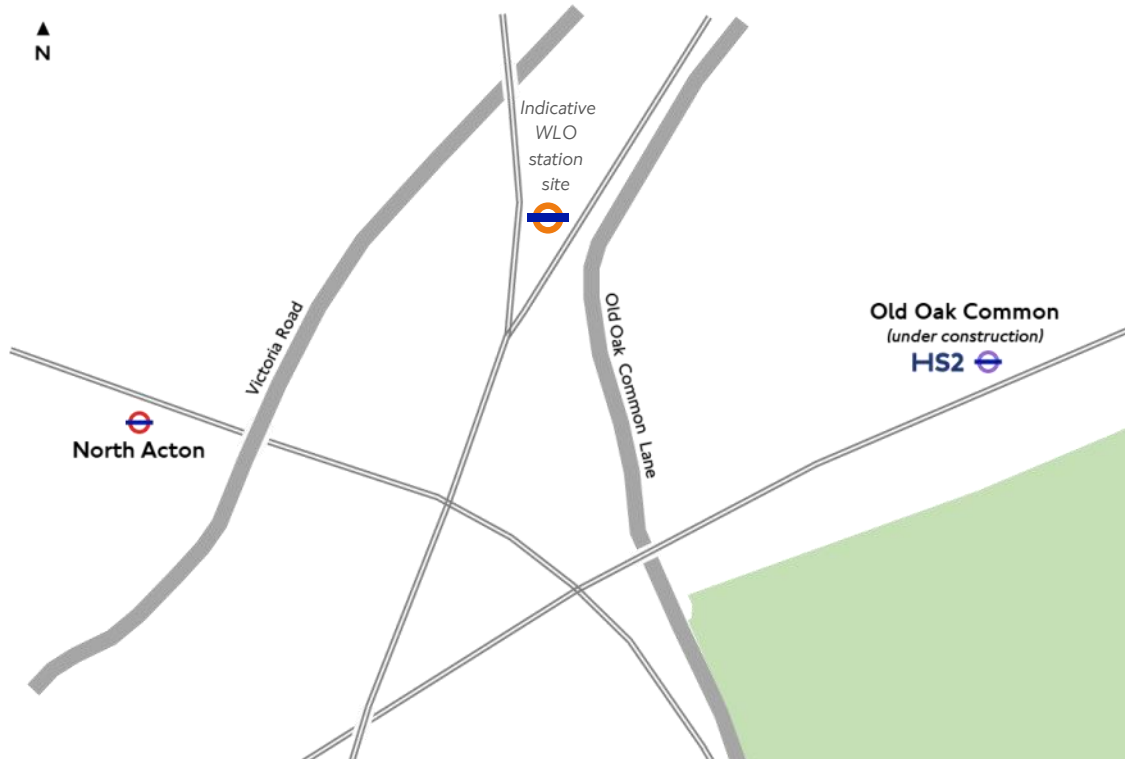 N
Indicative
WLO
station
site
Victoria Road
Old Oak Common Lane
Old Oak Common
(under construction)
HS2
North Acton